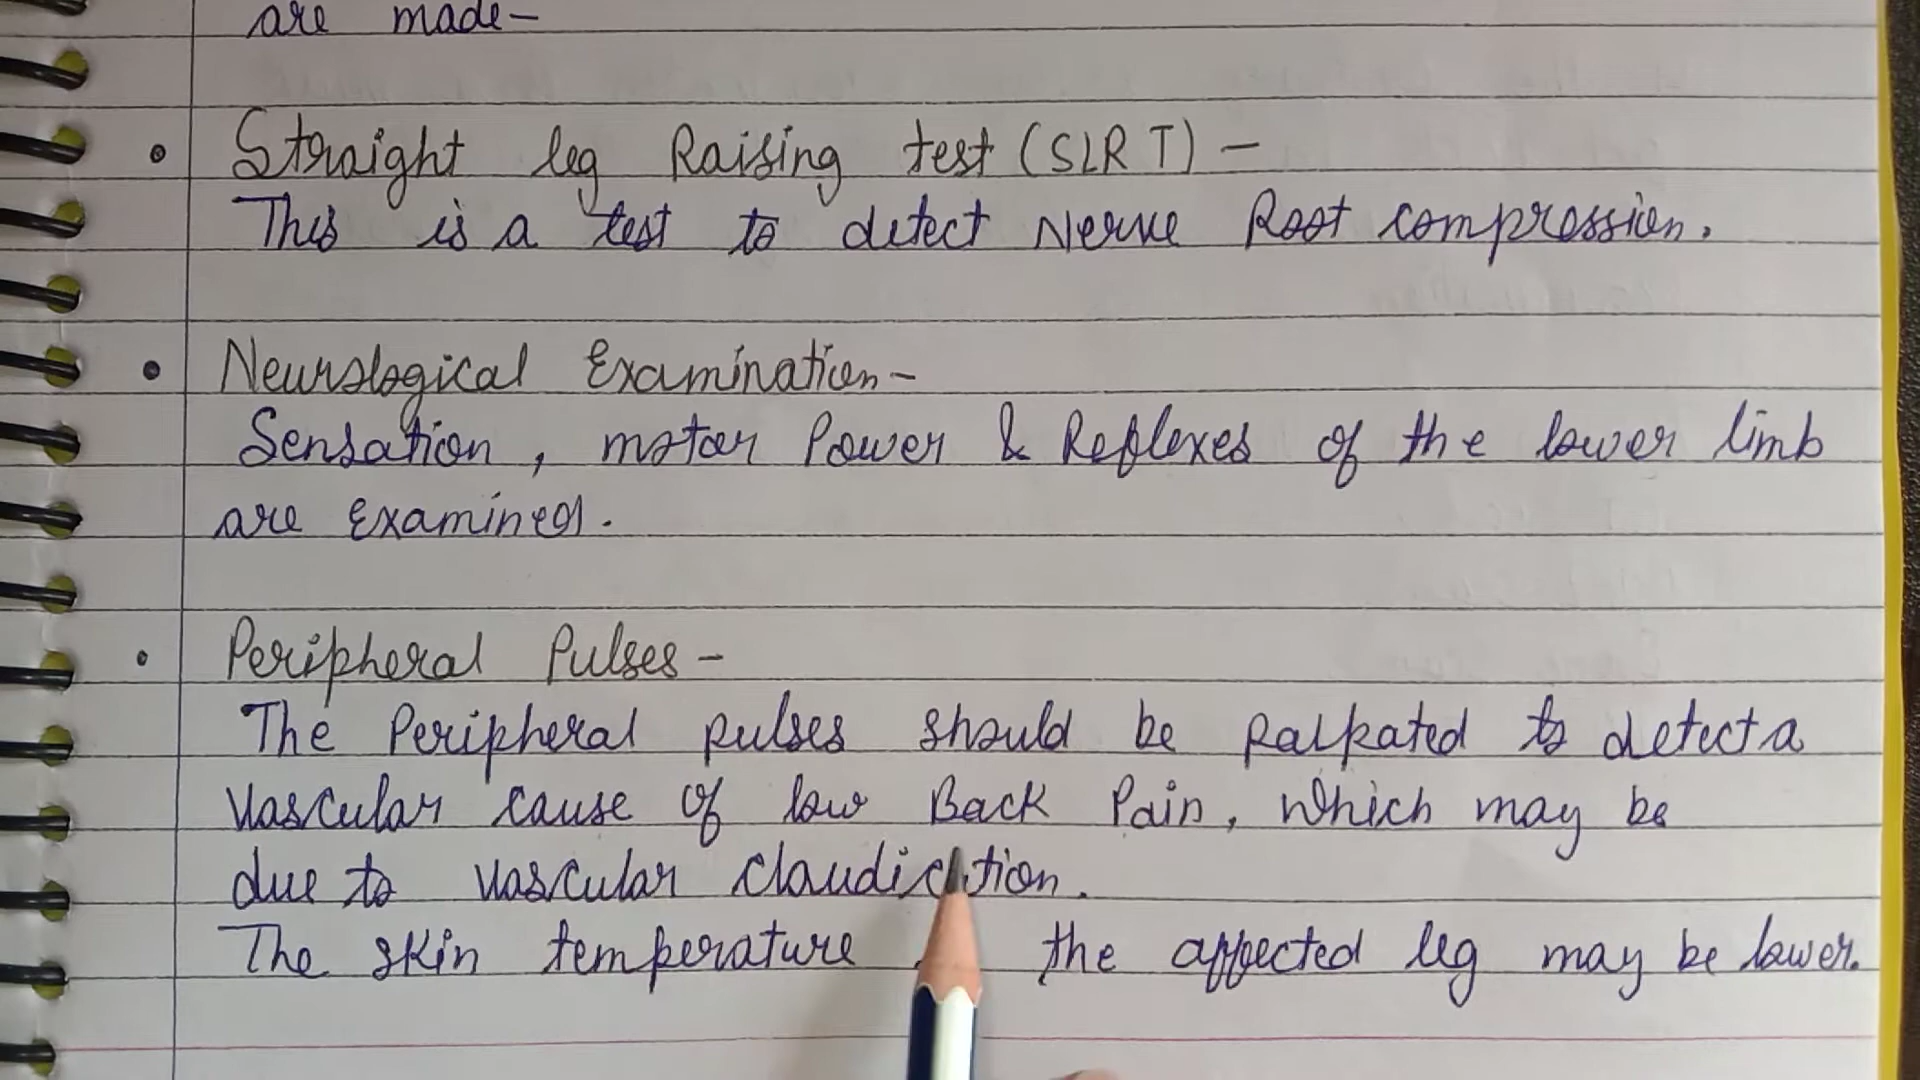 are made-
• Straight leg Raising test (SLRT) -
This is a test to detect Nerve Root compression.
• Neurological Examination -
Sensation, motor Power & Reflexes of the lower limb
are Examined.
• Peripheral Pulses -
The Peripheral pulses should be Palpated to detect a
Vascular cause of low Back Pain, which may be
due to vascular claudiction.
The skin temperature the affected leg may be lower.